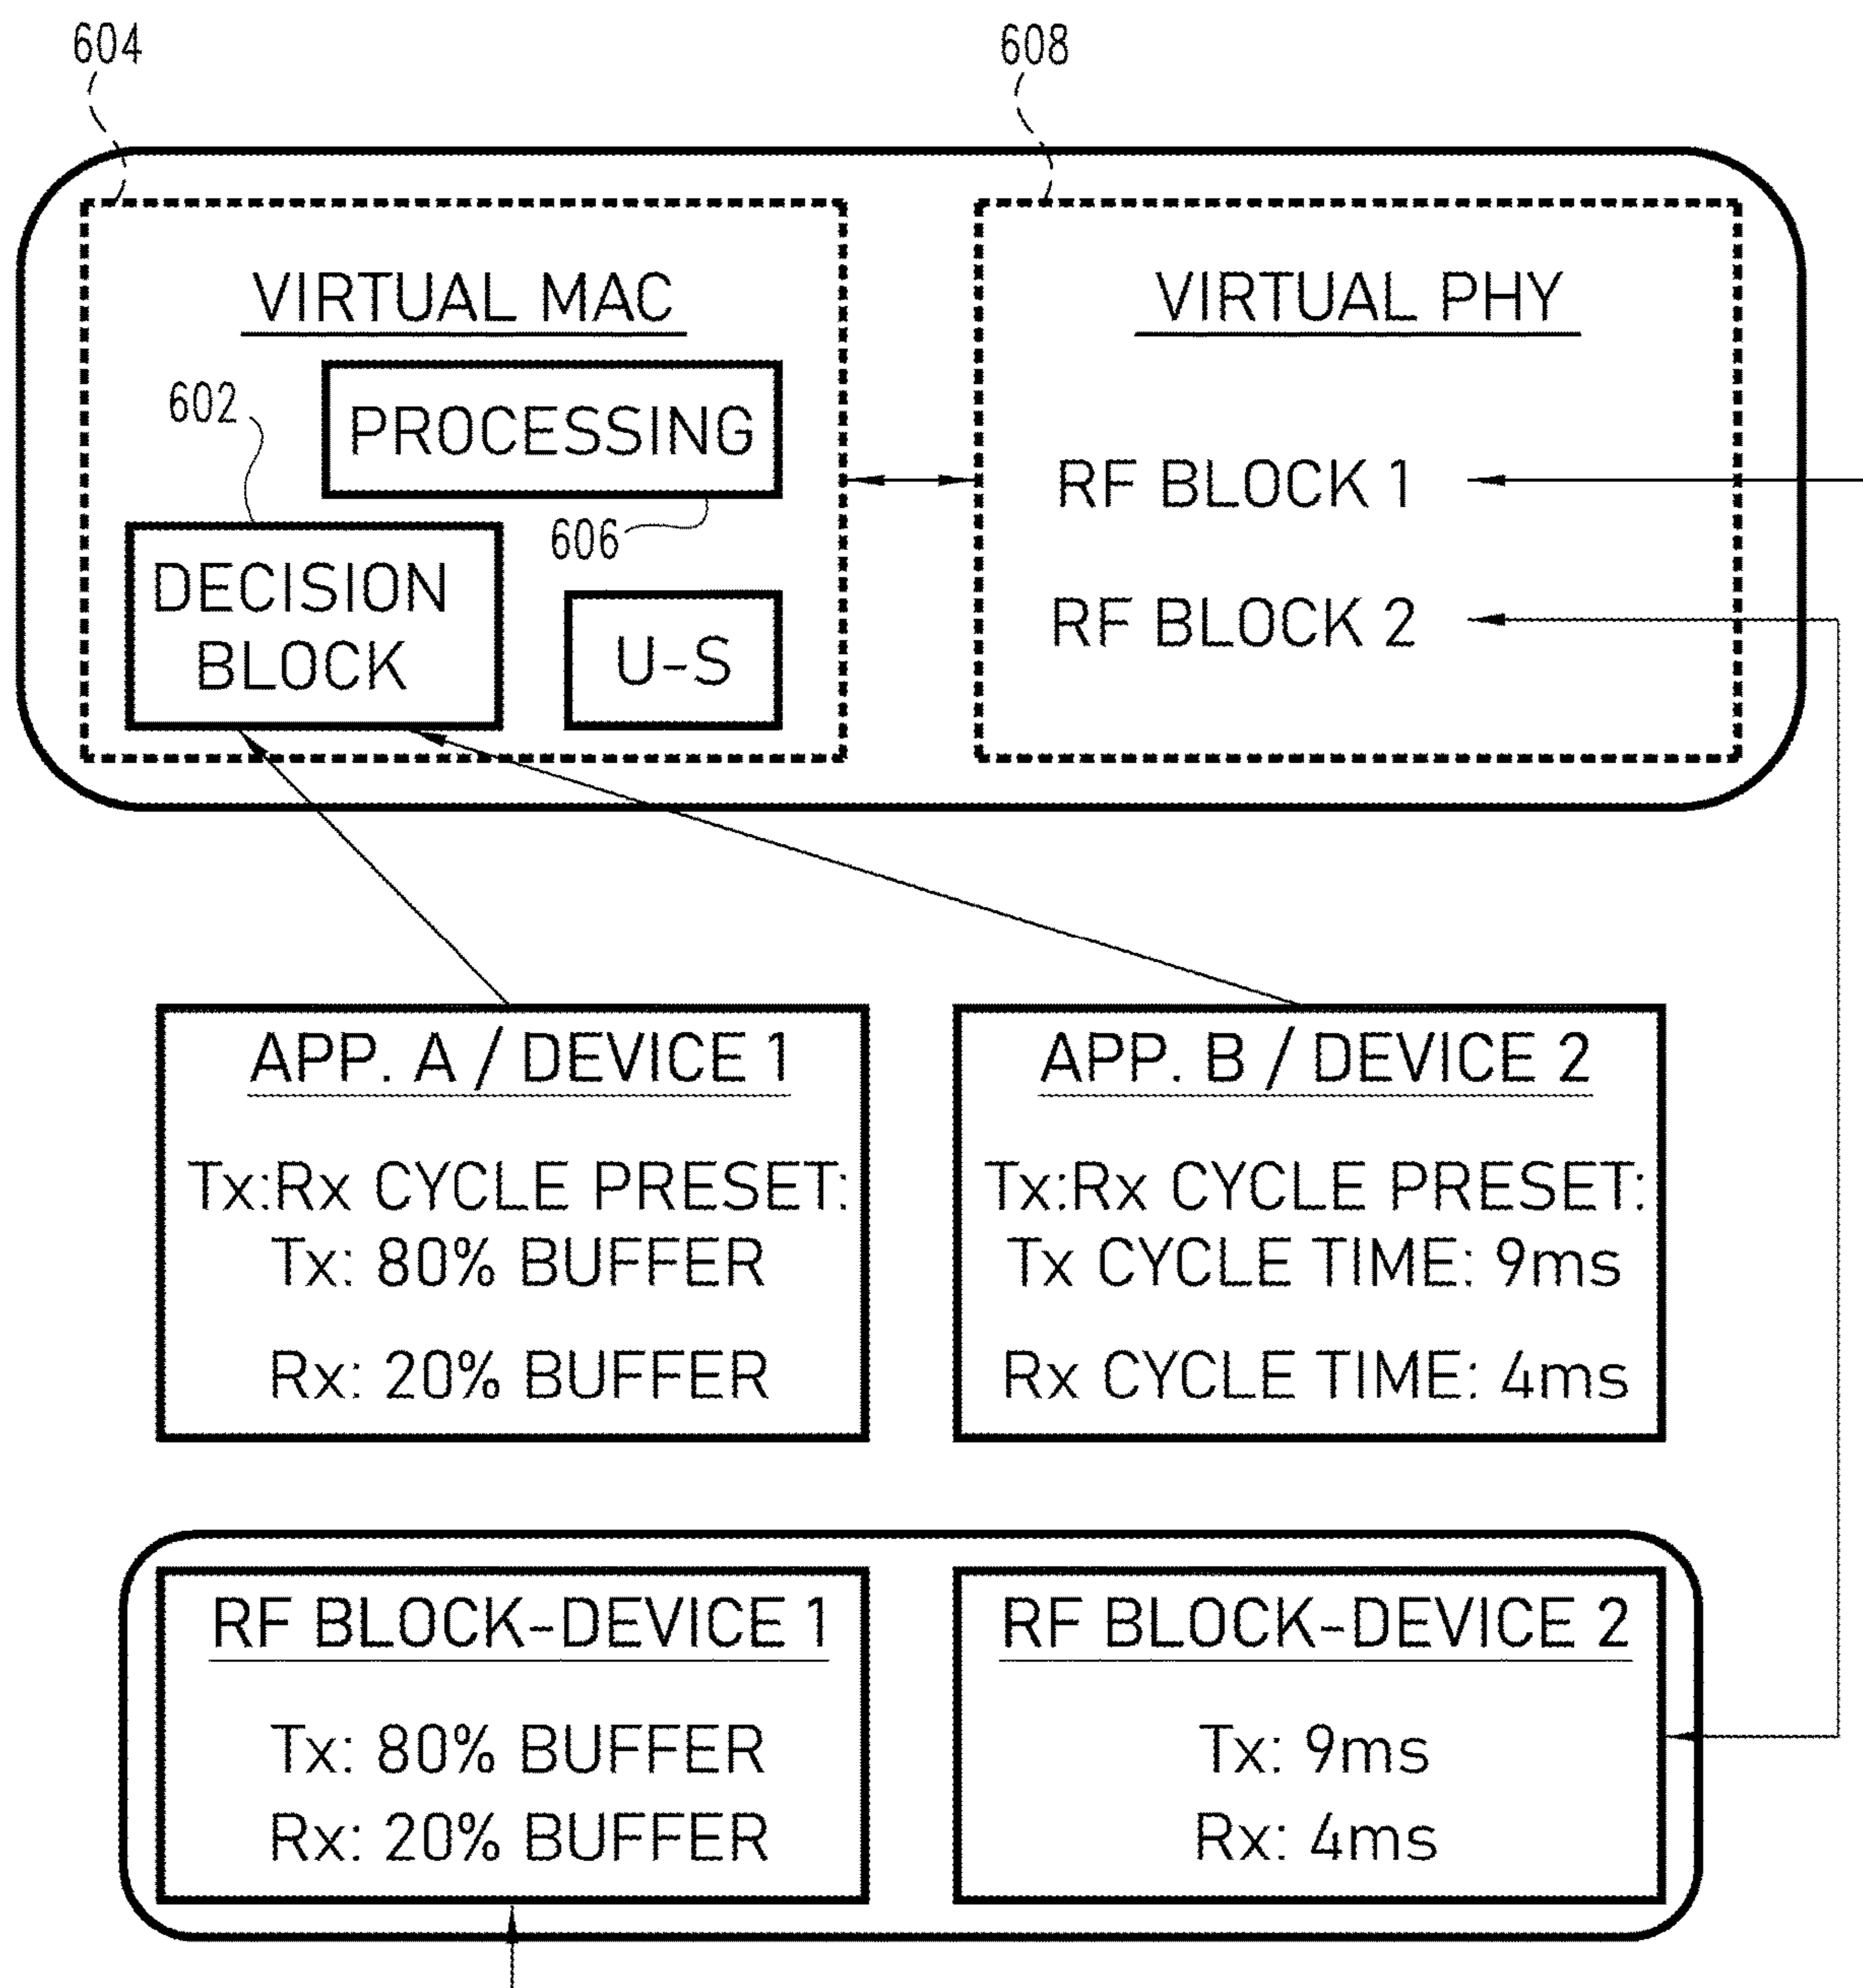 604
608
VIRTUAL MAC
VIRTUAL PHY
602
PROCESSING
RF BLOCK 1
606
DECISION
BLOCK
U-S
RF BLOCK 2
APP. A / DEVICE 1
Tx:Rx CYCLE PRESET:
Tx: 80% BUFFER
Rx: 20% BUFFER
APP. B / DEVICE 2
Tx:Rx CYCLE PRESET:
Tx CYCLE TIME: 9ms
Rx CYCLE TIME: 4ms
RF BLOCK-DEVICE 1
Tx: 80% BUFFER
Rx: 20% BUFFER
RF BLOCK-DEVICE 2
Tx: 9ms
Rx: 4ms